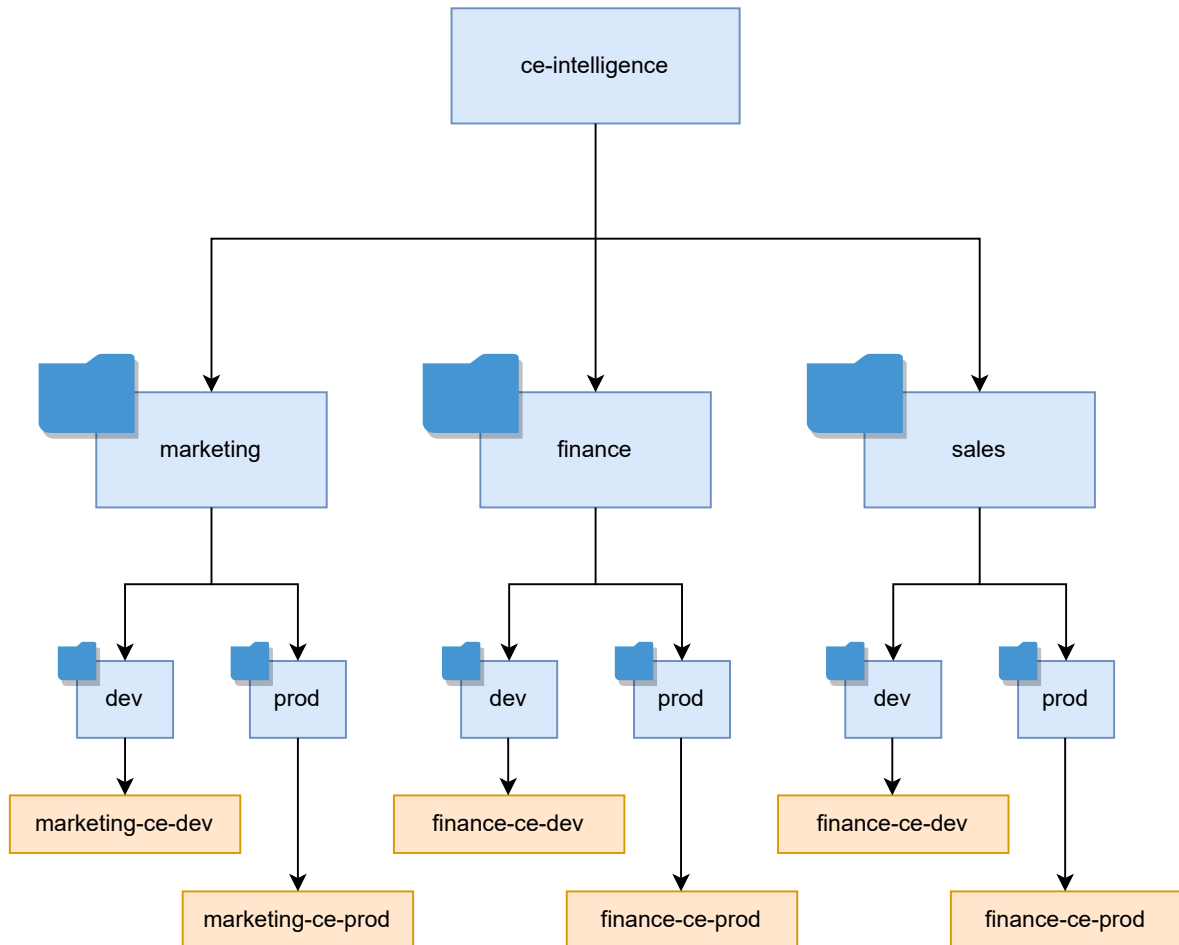 ce-intelligence
marketing
finance
sales
dev
prod
dev
prod
dev
prod
marketing-ce-dev
finance-ce-dev
finance-ce-dev
marketing-ce-prod
finance-ce-prod
finance-ce-prod